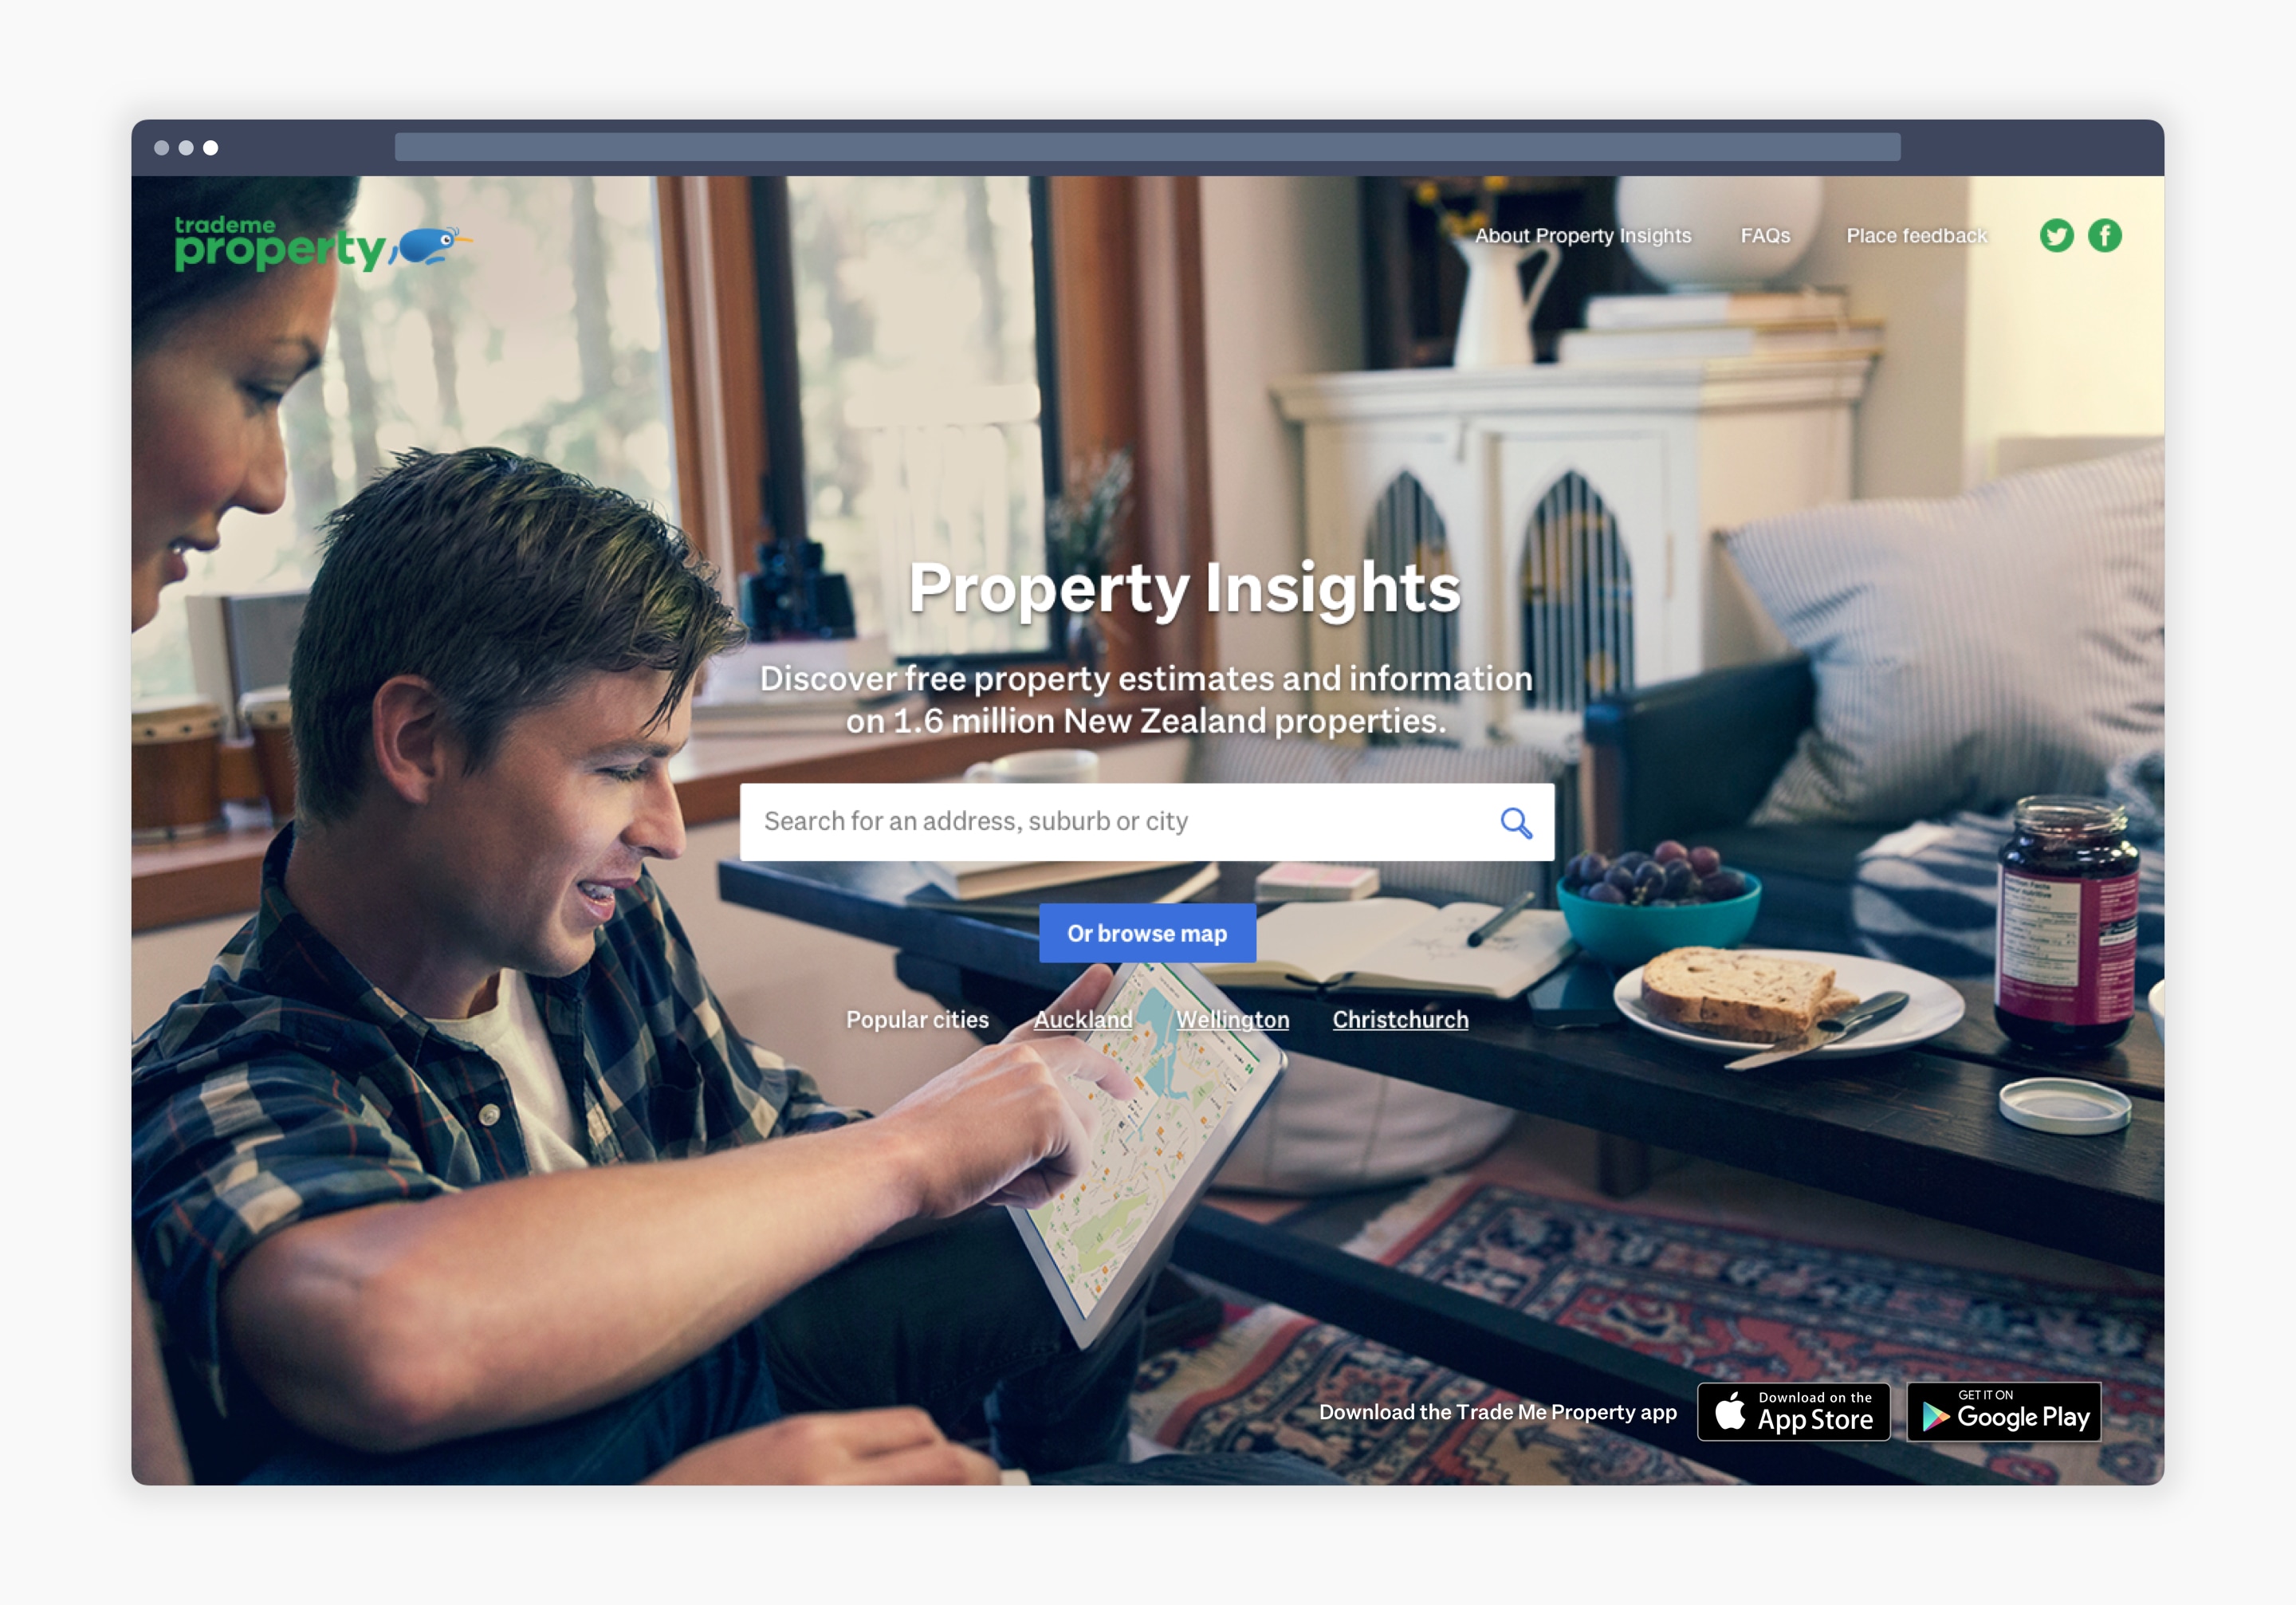 trademe
property
About Property Insights
FAQs
Place feedback
Property Insights
Discover free property estimates and information
on 1.6 million New Zealand properties.
Search for an address, suburb or city
Or browse map
Popular cities
Auckland
Wellington
Christchurch
Nutrition Facts
Download the Trade Me Property app
Download on the
App Store
GET IT ON
Google Play